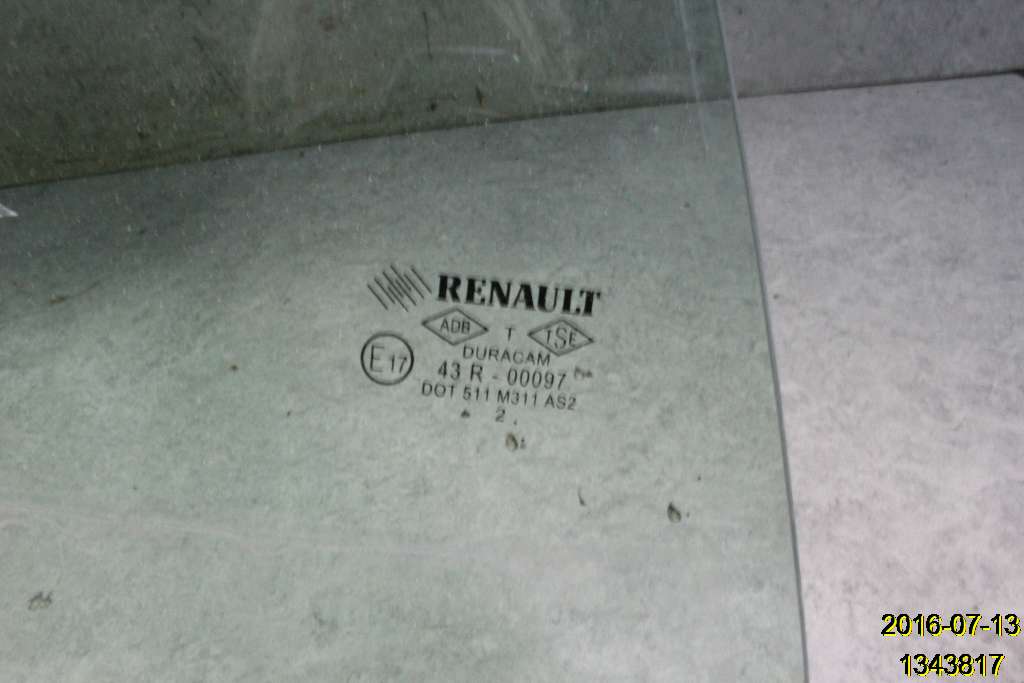 RENAULT
ADB T TSE
DURACAM
E17
43 R - 00097
DOT 511 M311 AS2
2
2016-07-13
1343817